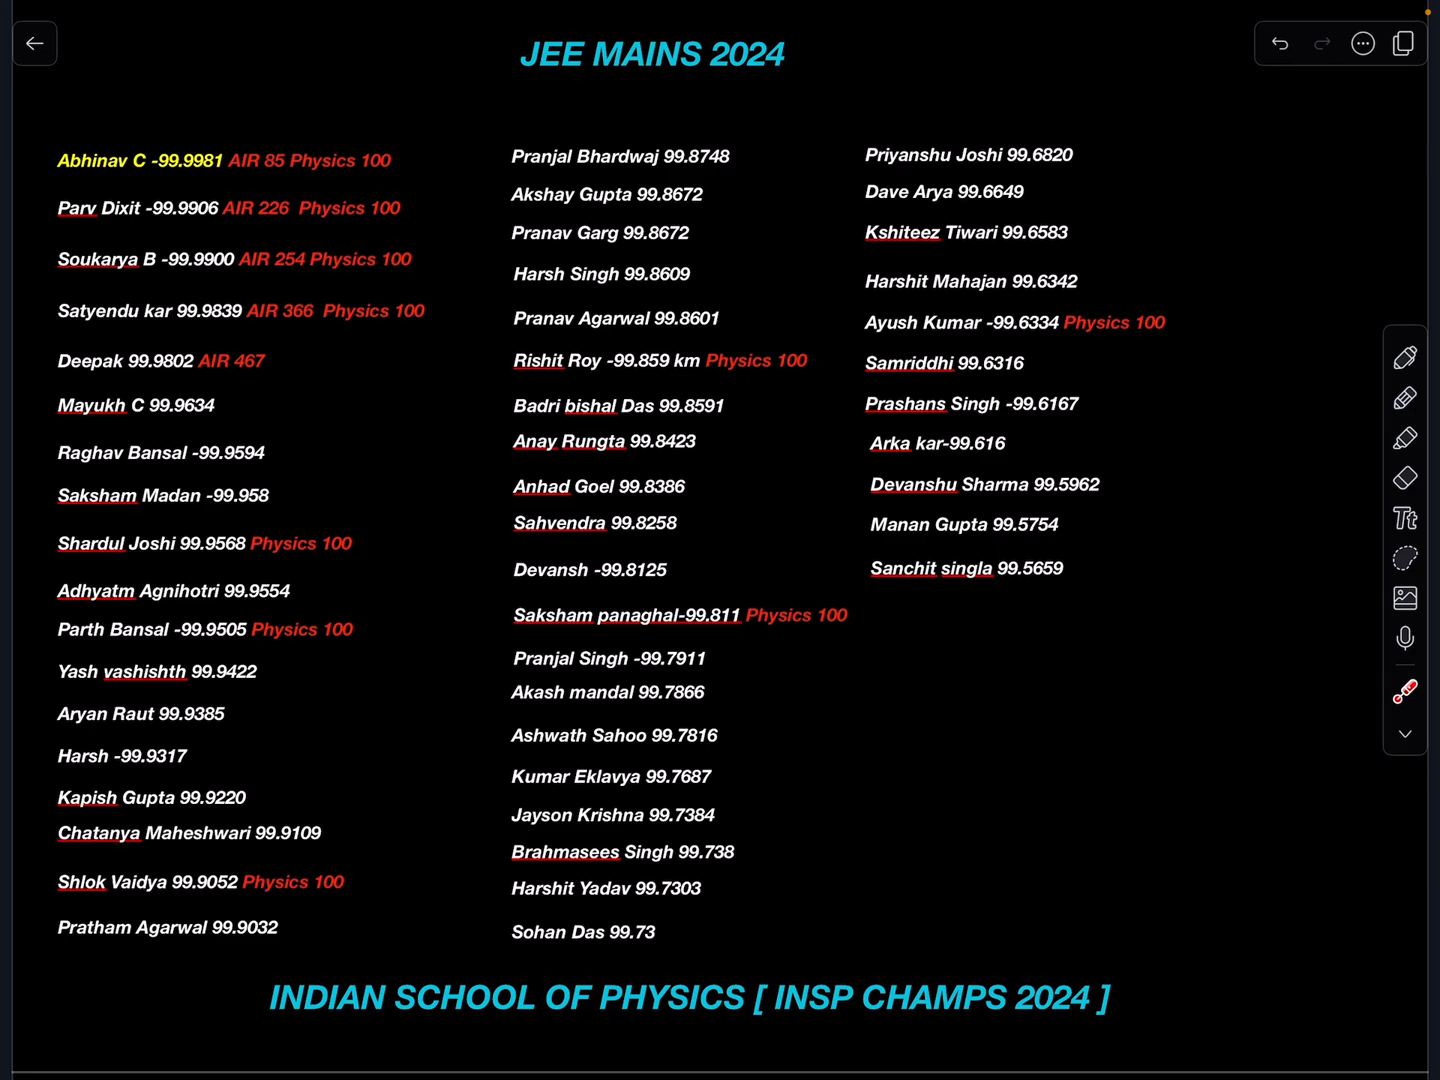 JEE MAINS 2024
Abhinav C -99.9981 AIR 85 Physics 100
Parv Dixit -99.9906 AIR 226 Physics 100
Soukarya B -99.9900 AIR 254 Physics 100
Satyendu kar 99.9839 AIR 366 Physics 100
Deepak 99.9802 AIR 467
Mayukh C 99.9634
Raghav Bansal -99.9594
Saksham Madan -99.958
Shardul Joshi 99.9568 Physics 100
Adhyatm Agnihotri 99.9554
Parth Bansal -99.9505 Physics 100
Yash vashishth 99.9422
Aryan Raut 99.9385
Harsh -99.9317
Kapish Gupta 99.9220
Chatanya Maheshwari 99.9109
Shlok Vaidya 99.9052 Physics 100
Pratham Agarwal 99.9032
Pranjal Bhardwaj 99.8748
Akshay Gupta 99.8672
Pranav Garg 99.8672
Harsh Singh 99.8609
Pranav Agarwal 99.8601
Rishit Roy -99.859 km Physics 100
Badri bishal Das 99.8591
Anay Rungta 99.8423
Anhad Goel 99.8386
Sahvendra 99.8258
Devansh -99.8125
Saksham panaghal-99.811 Physics 100
Pranjal Singh -99.7911
Akash mandal 99.7866
Ashwath Sahoo 99.7816
Kumar Eklavya 99.7687
Jayson Krishna 99.7384
Brahmasees Singh 99.738
Harshit Yadav 99.7303
Sohan Das 99.73
Priyanshu Joshi 99.6820
Dave Arya 99.6649
Kshiteez Tiwari 99.6583
Harshit Mahajan 99.6342
Ayush Kumar -99.6334 Physics 100
Samriddhi 99.6316
Prashans Singh -99.6167
Arka kar-99.616
Devanshu Sharma 99.5962
Manan Gupta 99.5754
Sanchit singla 99.5659
INDIAN SCHOOL OF PHYSICS [ INSP CHAMPS 2024 ]
Tt